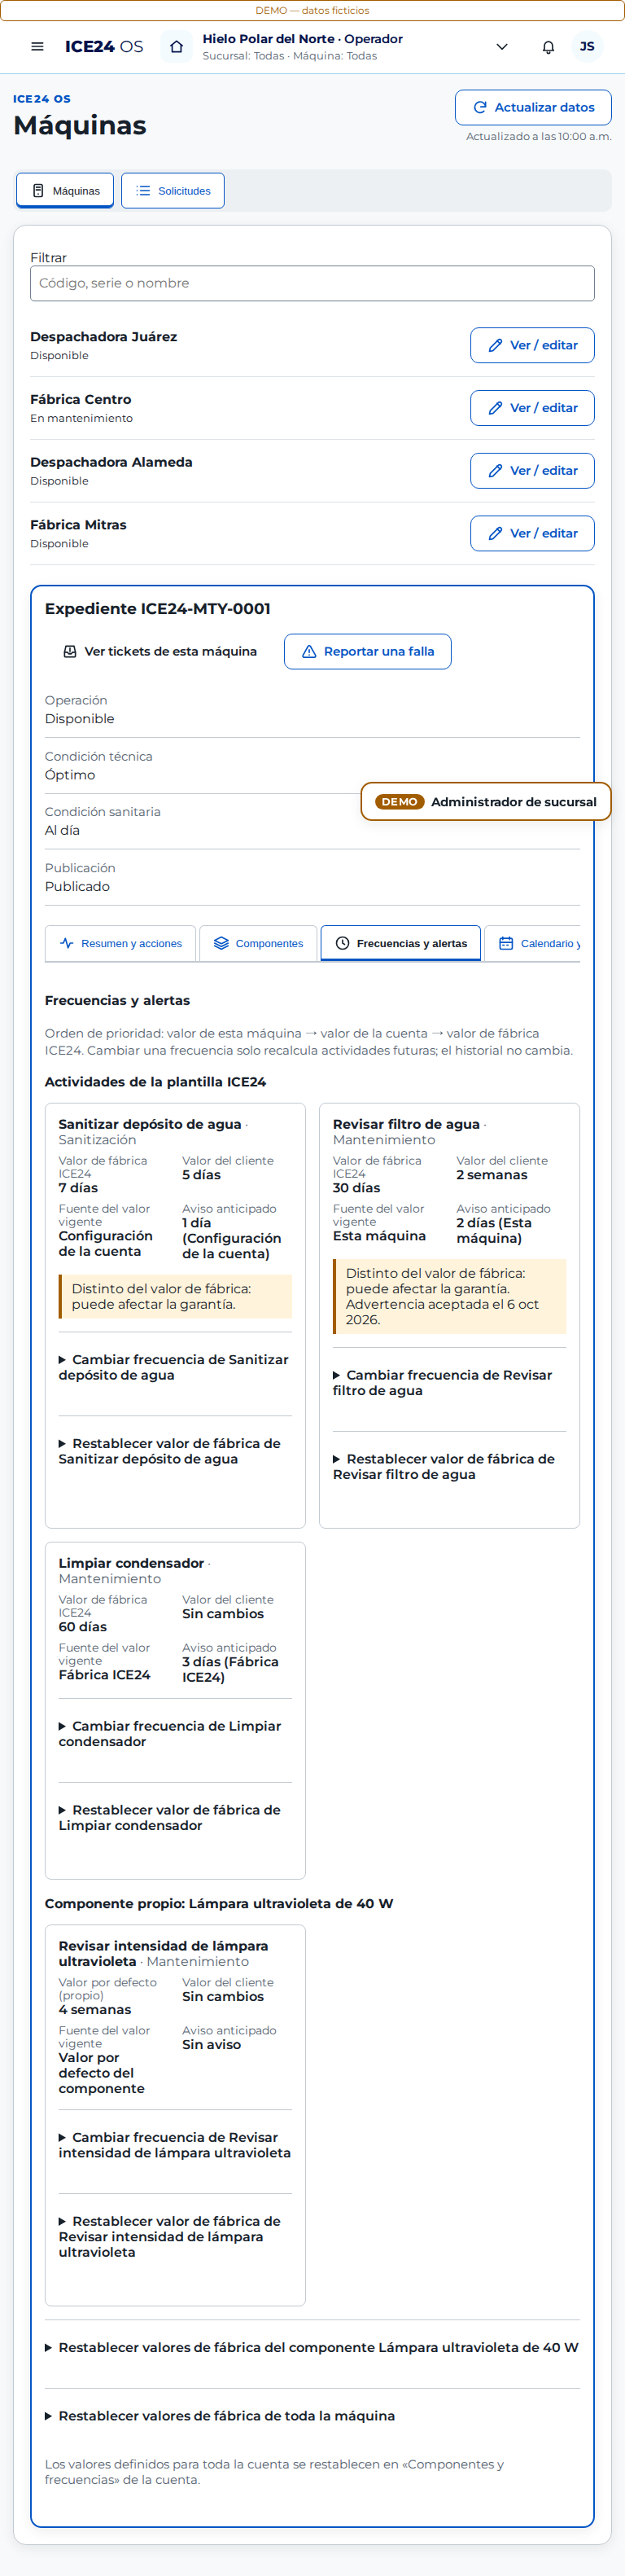 DEMO — datos ficticios
ICE24 OS
Hielo Polar del Norte · Operador
Sucursal: Todas · Máquina: Todas
JS
ICE24 OS
Máquinas
Actualizar datos
Actualizado a las 10:00 a.m.
Máquinas
Solicitudes
Filtrar
Código, serie o nombre
Despachadora Juárez
Disponible
Ver / editar
Fábrica Centro
En mantenimiento
Ver / editar
Despachadora Alameda
Disponible
Ver / editar
Fábrica Mitras
Disponible
Ver / editar
Expediente ICE24-MTY-0001
Ver tickets de esta máquina
Reportar una falla
Operación
Disponible
Condición técnica
Óptimo
DEMO Administrador de sucursal
Condición sanitaria
Al día
Publicación
Publicado
Resumen y acciones
Componentes
Frecuencias y alertas
Calendario y
Frecuencias y alertas
Orden de prioridad: valor de esta máquina → valor de la cuenta → valor de fábrica
ICE24. Cambiar una frecuencia solo recalcula actividades futuras; el historial no cambia.
Actividades de la plantilla ICE24
Sanitizar depósito de agua ·
Sanitización
Valor de fábrica
ICE24
7 días
Valor del cliente
5 días
Fuente del valor
vigente
Configuración
de la cuenta
Aviso anticipado
1 día
(Configuración
de la cuenta)
Distinto del valor de fábrica:
puede afectar la garantía.
▶ Cambiar frecuencia de Sanitizar
depósito de agua
▶ Restablecer valor de fábrica de
Sanitizar depósito de agua
Revisar filtro de agua ·
Mantenimiento
Valor de fábrica
ICE24
30 días
Valor del cliente
2 semanas
Fuente del valor
vigente
Esta máquina
Aviso anticipado
2 días (Esta
máquina)
Distinto del valor de fábrica:
puede afectar la garantía.
Advertencia aceptada el 6 oct
2026.
▶ Cambiar frecuencia de Revisar
filtro de agua
▶ Restablecer valor de fábrica de
Revisar filtro de agua
Limpiar condensador ·
Mantenimiento
Valor de fábrica
ICE24
60 días
Valor del cliente
Sin cambios
Fuente del valor
vigente
Fábrica ICE24
Aviso anticipado
3 días (Fábrica
ICE24)
▶ Cambiar frecuencia de Limpiar
condensador
▶ Restablecer valor de fábrica de
Limpiar condensador
Componente propio: Lámpara ultravioleta de 40 W
Revisar intensidad de lámpara
ultravioleta · Mantenimiento
Valor por defecto
(propio)
4 semanas
Valor del cliente
Sin cambios
Fuente del valor
vigente
Valor por
defecto del
componente
Aviso anticipado
Sin aviso
▶ Cambiar frecuencia de Revisar
intensidad de lámpara ultravioleta
▶ Restablecer valor de fábrica de
Revisar intensidad de lámpara
ultravioleta
▶ Restablecer valores de fábrica del componente Lámpara ultravioleta de 40 W
▶ Restablecer valores de fábrica de toda la máquina
Los valores definidos para toda la cuenta se restablecen en «Componentes y
frecuencias» de la cuenta.